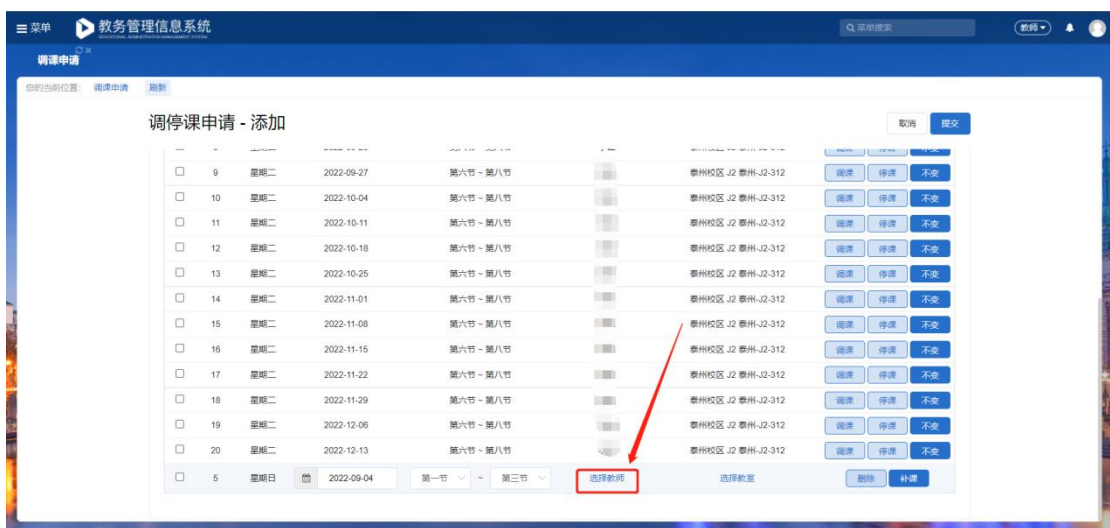 菜单 教务管理信息系统 菜单搜索 教师
调课申请
您的当前位置: 调课申请 刷新
调停课申请 - 添加 取消 提交
9 星期二 2022-09-27 第六节 ~ 第八节 泰州校区 J2 泰州-J2-312 调课 停课 不变
10 星期二 2022-10-04 第六节 ~ 第八节 泰州校区 J2 泰州-J2-312 调课 停课 不变
11 星期二 2022-10-11 第六节 ~ 第八节 泰州校区 J2 泰州-J2-312 调课 停课 不变
12 星期二 2022-10-18 第六节 ~ 第八节 泰州校区 J2 泰州-J2-312 调课 停课 不变
13 星期二 2022-10-25 第六节 ~ 第八节 泰州校区 J2 泰州-J2-312 调课 停课 不变
14 星期二 2022-11-01 第六节 ~ 第八节 泰州校区 J2 泰州-J2-312 调课 停课 不变
15 星期二 2022-11-08 第六节 ~ 第八节 泰州校区 J2 泰州-J2-312 调课 停课 不变
16 星期二 2022-11-15 第六节 ~ 第八节 泰州校区 J2 泰州-J2-312 调课 停课 不变
17 星期二 2022-11-22 第六节 ~ 第八节 泰州校区 J2 泰州-J2-312 调课 停课 不变
18 星期二 2022-11-29 第六节 ~ 第八节 泰州校区 J2 泰州-J2-312 调课 停课 不变
19 星期二 2022-12-06 第六节 ~ 第八节 泰州校区 J2 泰州-J2-312 调课 停课 不变
20 星期二 2022-12-13 第六节 ~ 第八节 泰州校区 J2 泰州-J2-312 调课 停课 不变
5 星期日 2022-09-04 第一节 ~ 第三节 选择教师 选择教室 删除 补课